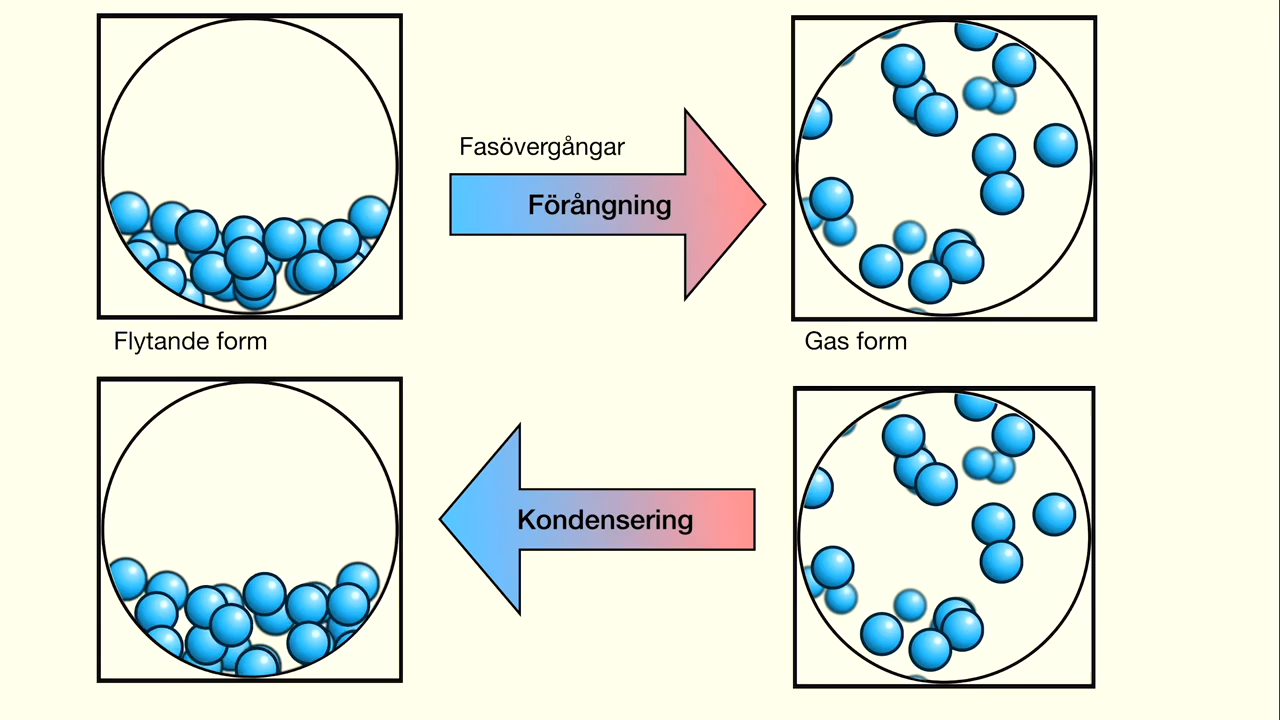 Fasövergångar
Förångning
Flytande form
Gas form
Kondensering